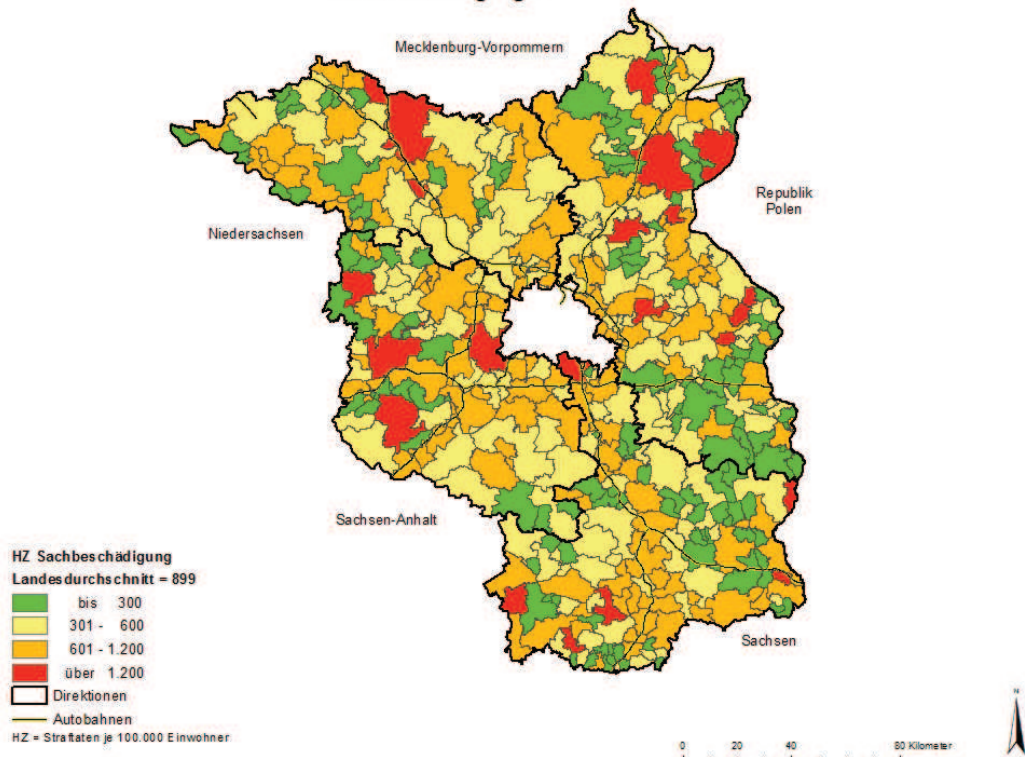 Mecklenburg-Vorpommern
Republik
Polen
Niedersachsen
Sachsen-Anhalt
Sachsen
HZ Sachbeschädigung
Landesdurchschnitt = 899
bis 300
301 - 600
601 - 1.200
über 1.200
Direktionen
Autobahnen
HZ = Straftaten je 100.000 Einwohner
N
0 20 40 80 Kilometer